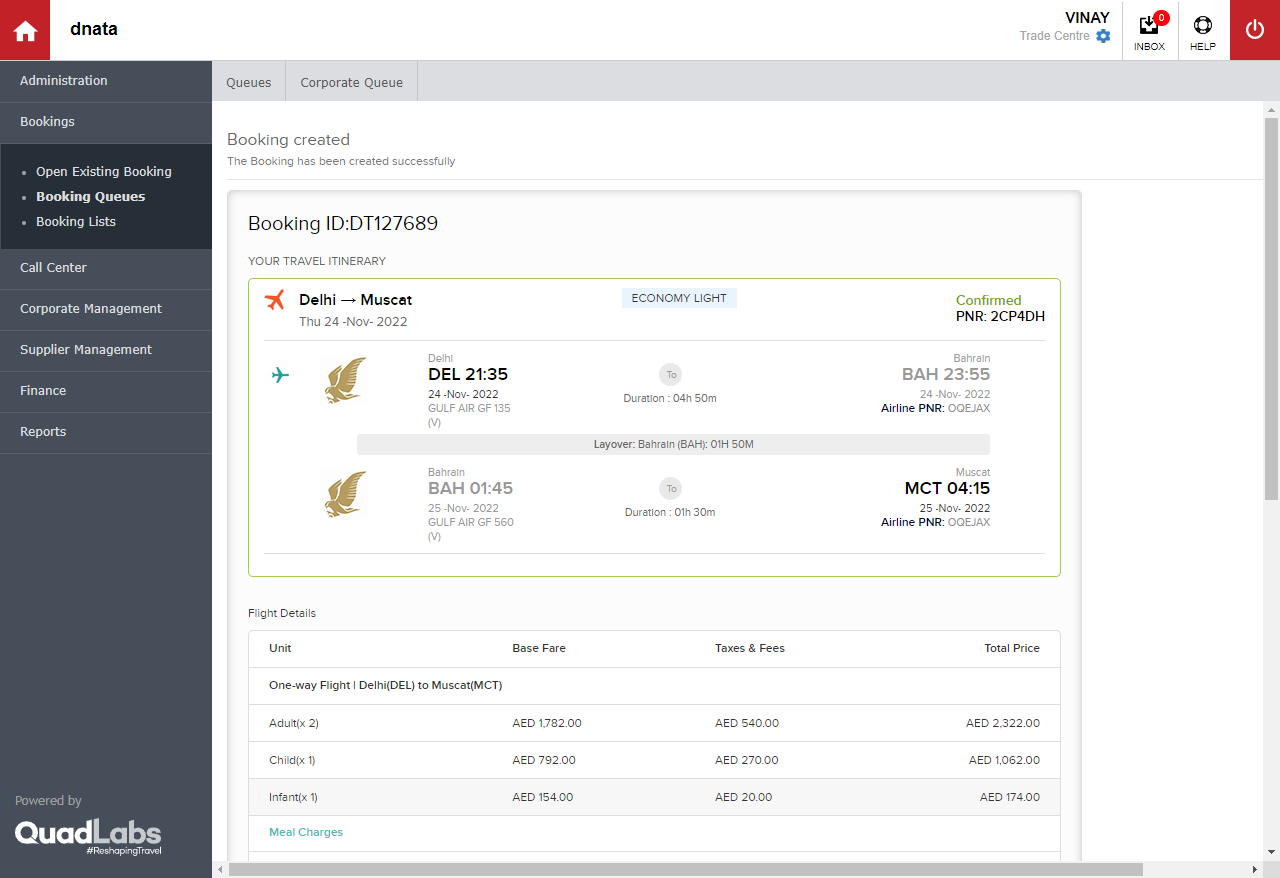 dnata
VINAY
Trade Centre
0
INBOX
HELP
Administration
Bookings
Open Existing Booking
Booking Queues
Booking Lists
Call Center
Corporate Management
Supplier Management
Finance
Reports
Powered by
QuadLabs
#ReshapingTravel
Queues
Corporate Queue
Booking created
The Booking has been created successfully
Booking ID:DT127689
YOUR TRAVEL ITINERARY
Delhi → Muscat
Thu 24 -Nov- 2022
ECONOMY LIGHT
Confirmed
PNR: 2CP4DH
Delhi
DEL 21:35
24 -Nov- 2022
GULF AIR GF 135
(V)
To
Duration : 04h 50m
Bahrain
BAH 23:55
24 -Nov- 2022
Airline PNR: OQEJAX
Layover: Bahrain (BAH): 01H 50M
Bahrain
BAH 01:45
25 -Nov- 2022
GULF AIR GF 560
(V)
To
Duration : 01h 30m
Muscat
MCT 04:15
25 -Nov- 2022
Airline PNR: OQEJAX
Flight Details
Unit Base Fare Taxes & Fees Total Price
One-way Flight | Delhi(DEL) to Muscat(MCT)
Adult(x 2) AED 1,782.00 AED 540.00 AED 2,322.00
Child(x 1) AED 792.00 AED 270.00 AED 1,062.00
Infant(x 1) AED 154.00 AED 20.00 AED 174.00
Meal Charges